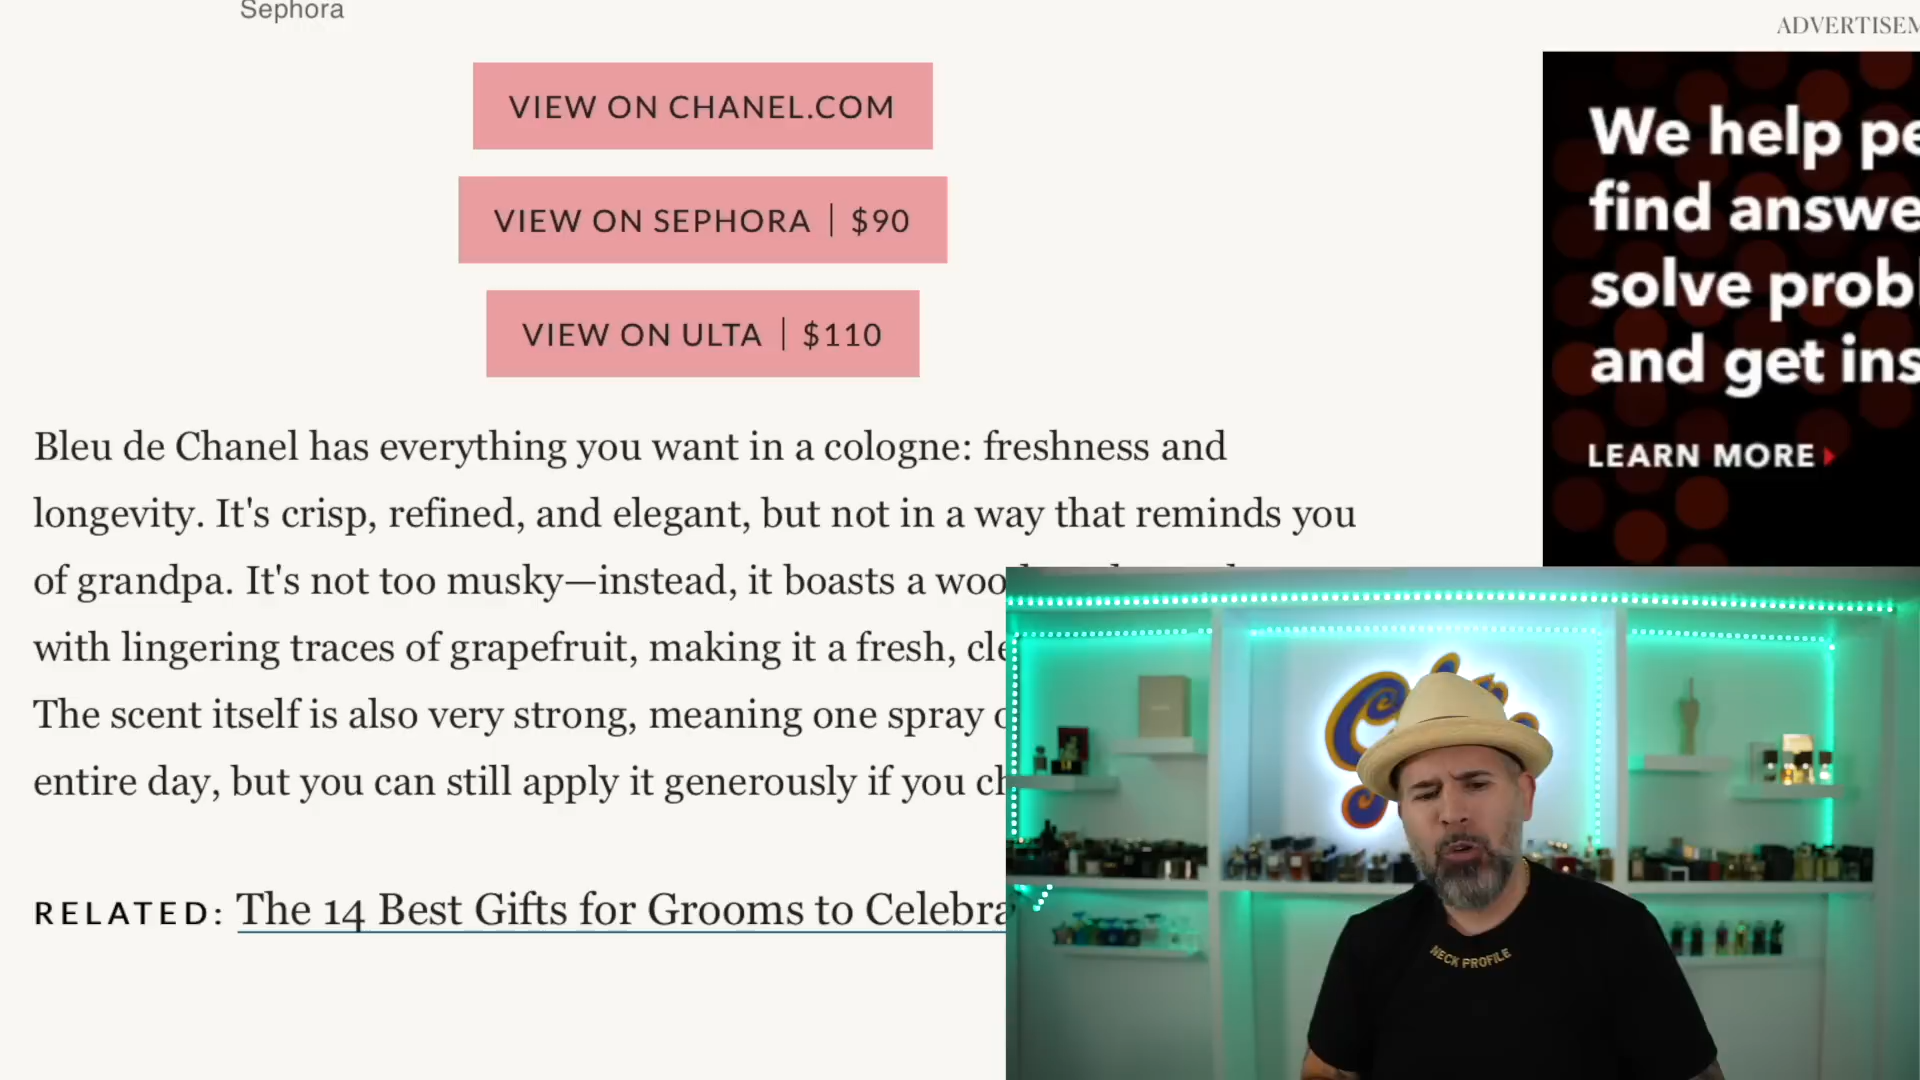 Sephora
ADVERTISEM
VIEW ON CHANEL.COM
VIEW ON SEPHORA | $90
VIEW ON ULTA | $110
We help pe
find answe
solve prob
and get ins
LEARN MORE
Bleu de Chanel has everything you want in a cologne: freshness and
longevity. It's crisp, refined, and elegant, but not in a way that reminds you
of grandpa. It's not too musky—instead, it boasts a woo
with lingering traces of grapefruit, making it a fresh, cle
The scent itself is also very strong, meaning one spray
entire day, but you can still apply it generously if you ch
RELATED: The 14 Best Gifts for Grooms to Celebra
NECK PROFILE